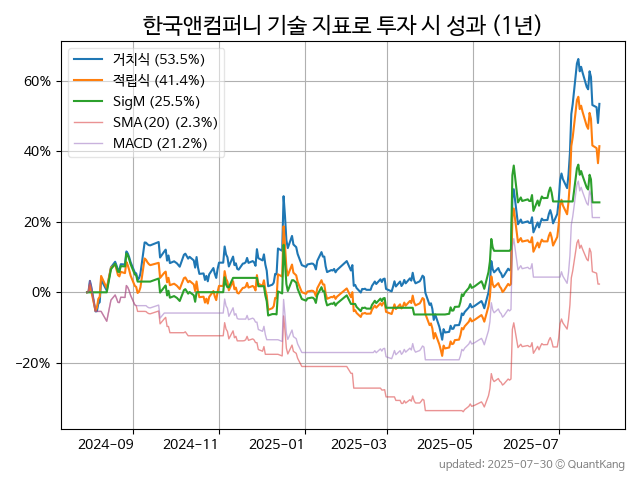 한국앤컴퍼니 기술 지표로 투자 시 성과 (1년)
거치식 (53.5%)
적립식 (41.4%)
SigM (25.5%)
SMA(20) (2.3%)
MACD (21.2%)
60%
40%
20%
0%
−20%
2024-09
2024-11
2025-01
2025-03
2025-05
2025-07
updated: 2025-07-30 © QuantKang